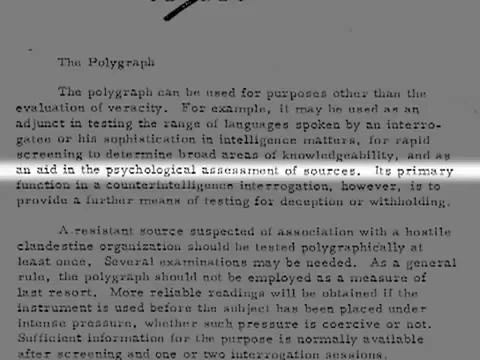 The Polygraph
The polygraph can be used for purposes other than the
evaluation of veracity. For example, it may be used as an
adjunct in testing the range of languages spoken by an interro-
gatee or his sophistication in intelligence matters, for rapid
screening to determine broad areas of knowledgeability, and as
an aid in the psychological assessment of sources. Its primary
function in a counterintelligence interrogation, however, is to
provide a further means of testing for deception or withholding.
A resistant source suspected of association with a hostile
clandestine organization should be tested polygraphically at
least once. Several examinations may be needed. As a general
rule, the polygraph should not be employed as a measure of
last resort. More reliable readings will be obtained if the
instrument is used before the subject has been placed under
intense pressure, whether such pressure is coercive or not.
Sufficient information for the purpose is normally available
after screening and one or two interrogation sessions.